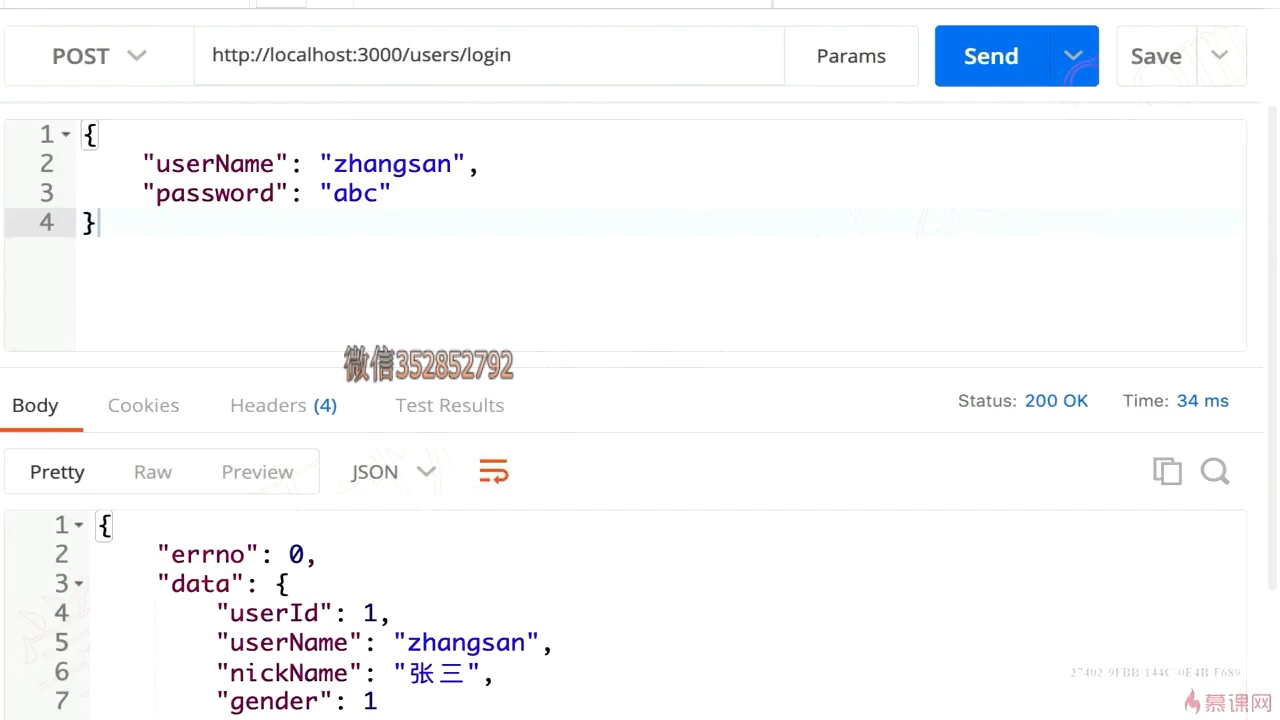 POST http://localhost:3000/users/login Params Send Save
1 {
2 "userName": "zhangsan",
3 "password": "abc"
4 }
微信352852792
Body Cookies Headers (4) Test Results Status: 200 OK Time: 34 ms
Pretty Raw Preview JSON
1 {
2 "errno": 0,
3 "data": {
4 "userId": 1,
5 "userName": "zhangsan",
6 "nickName": "张三",
7 "gender": 1
慕课网